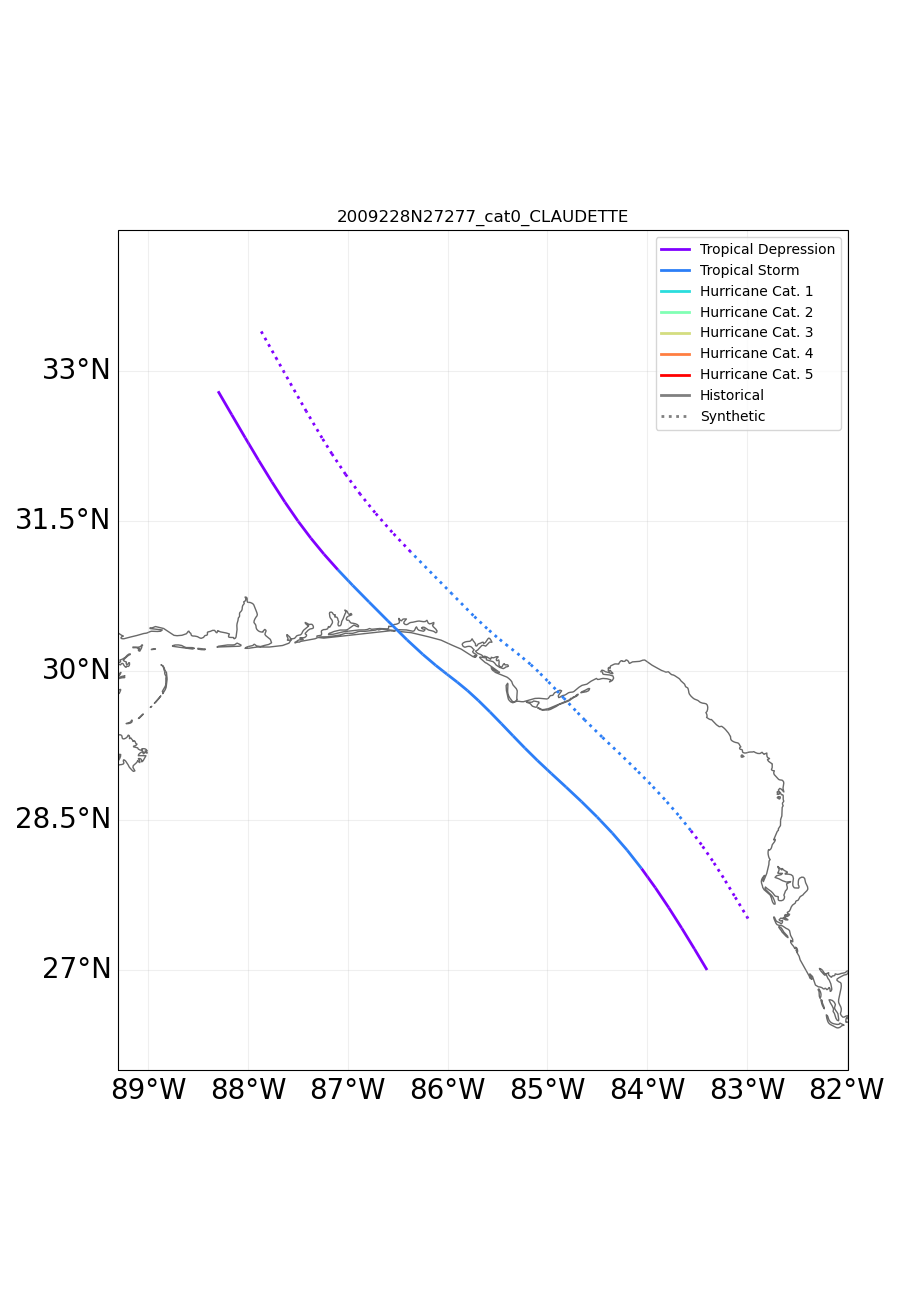 2009228N27277_cat0_CLAUDETTE
Tropical Depression
Tropical Storm
Hurricane Cat. 1
Hurricane Cat. 2
Hurricane Cat. 3
Hurricane Cat. 4
Hurricane Cat. 5
Historical
Synthetic
33°N
31.5°N
30°N
28.5°N
27°N
89°W 88°W 87°W 86°W 85°W 84°W 83°W 82°W